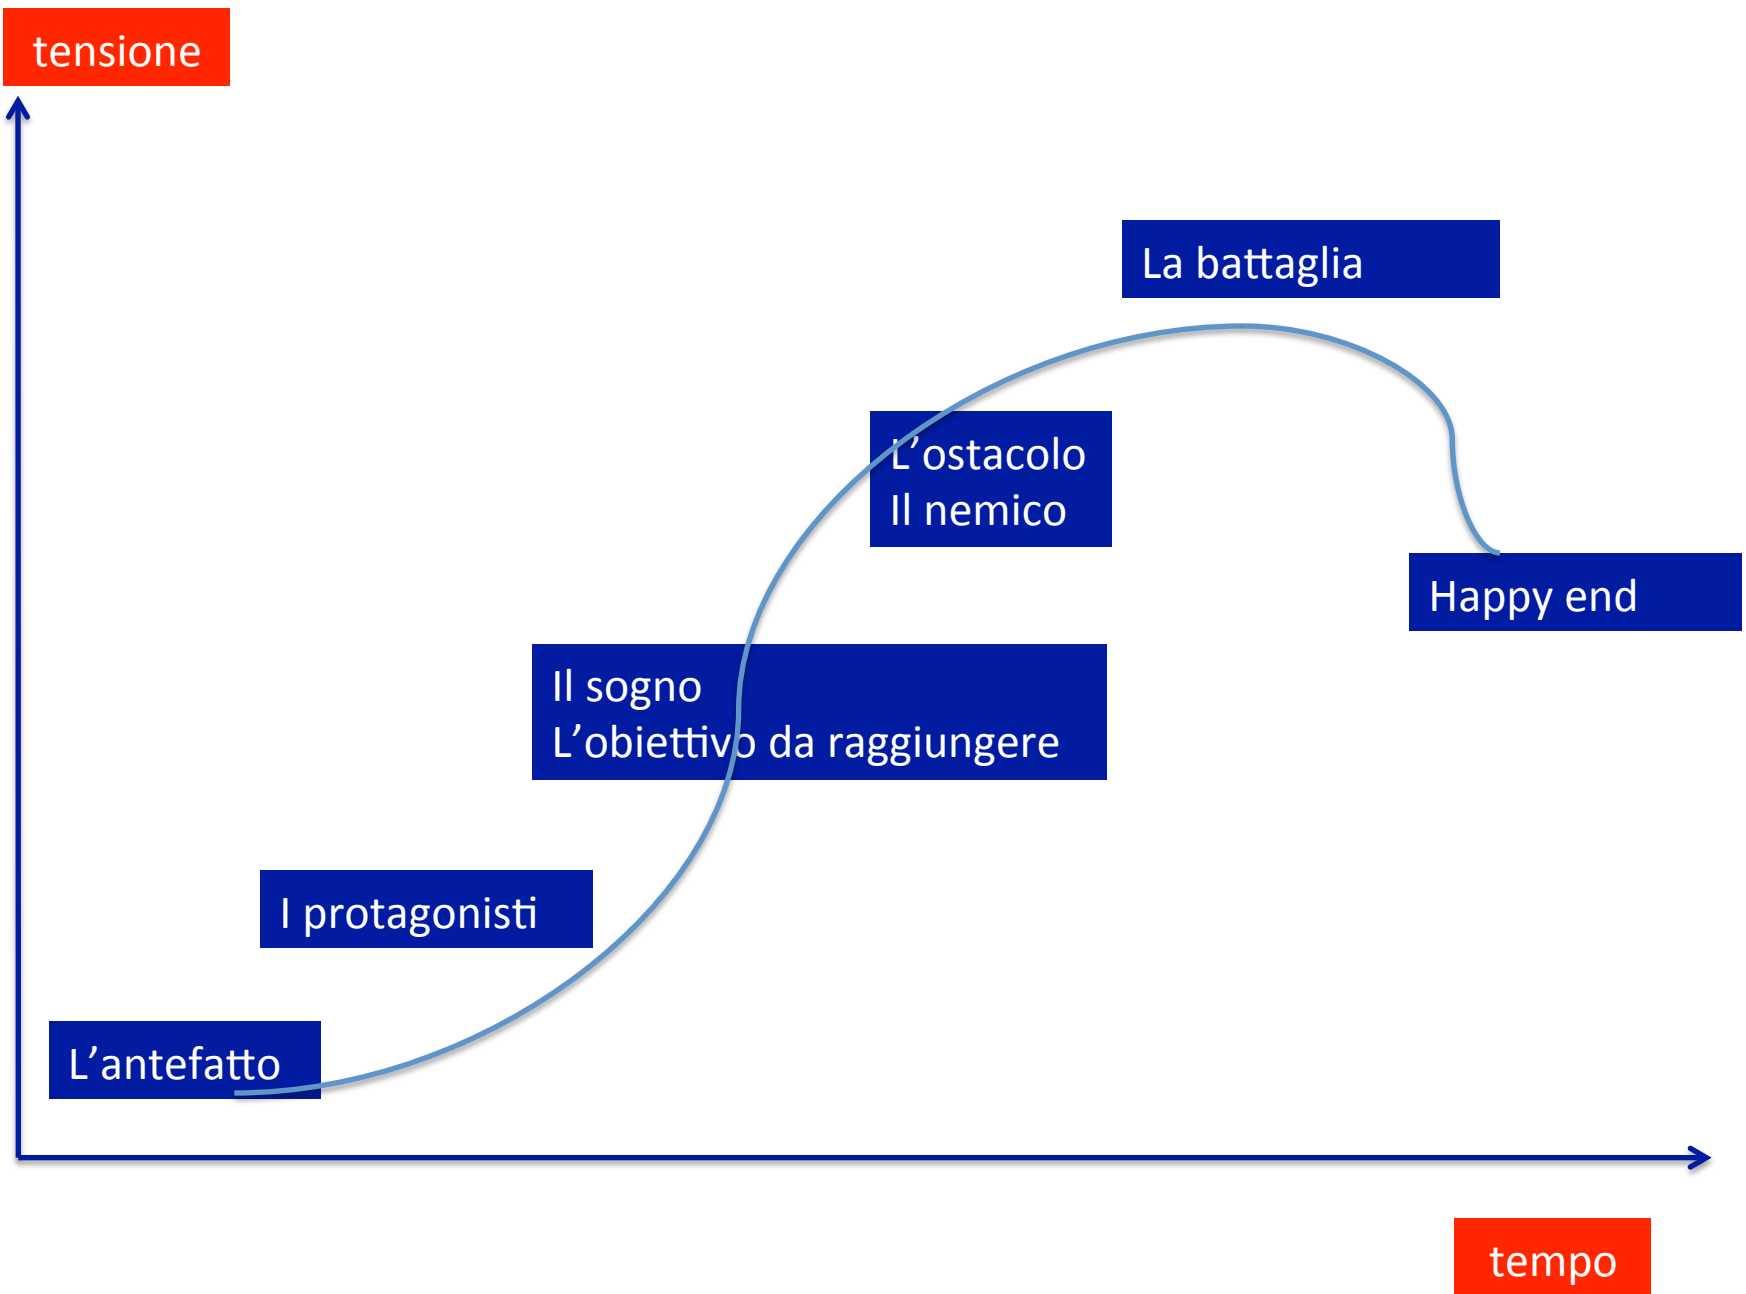 tensione
La battaglia
L’ostacolo
Il nemico
Happy end
Il sogno
L’obiettivo da raggiungere
I protagonisti
L’antefatto
tempo